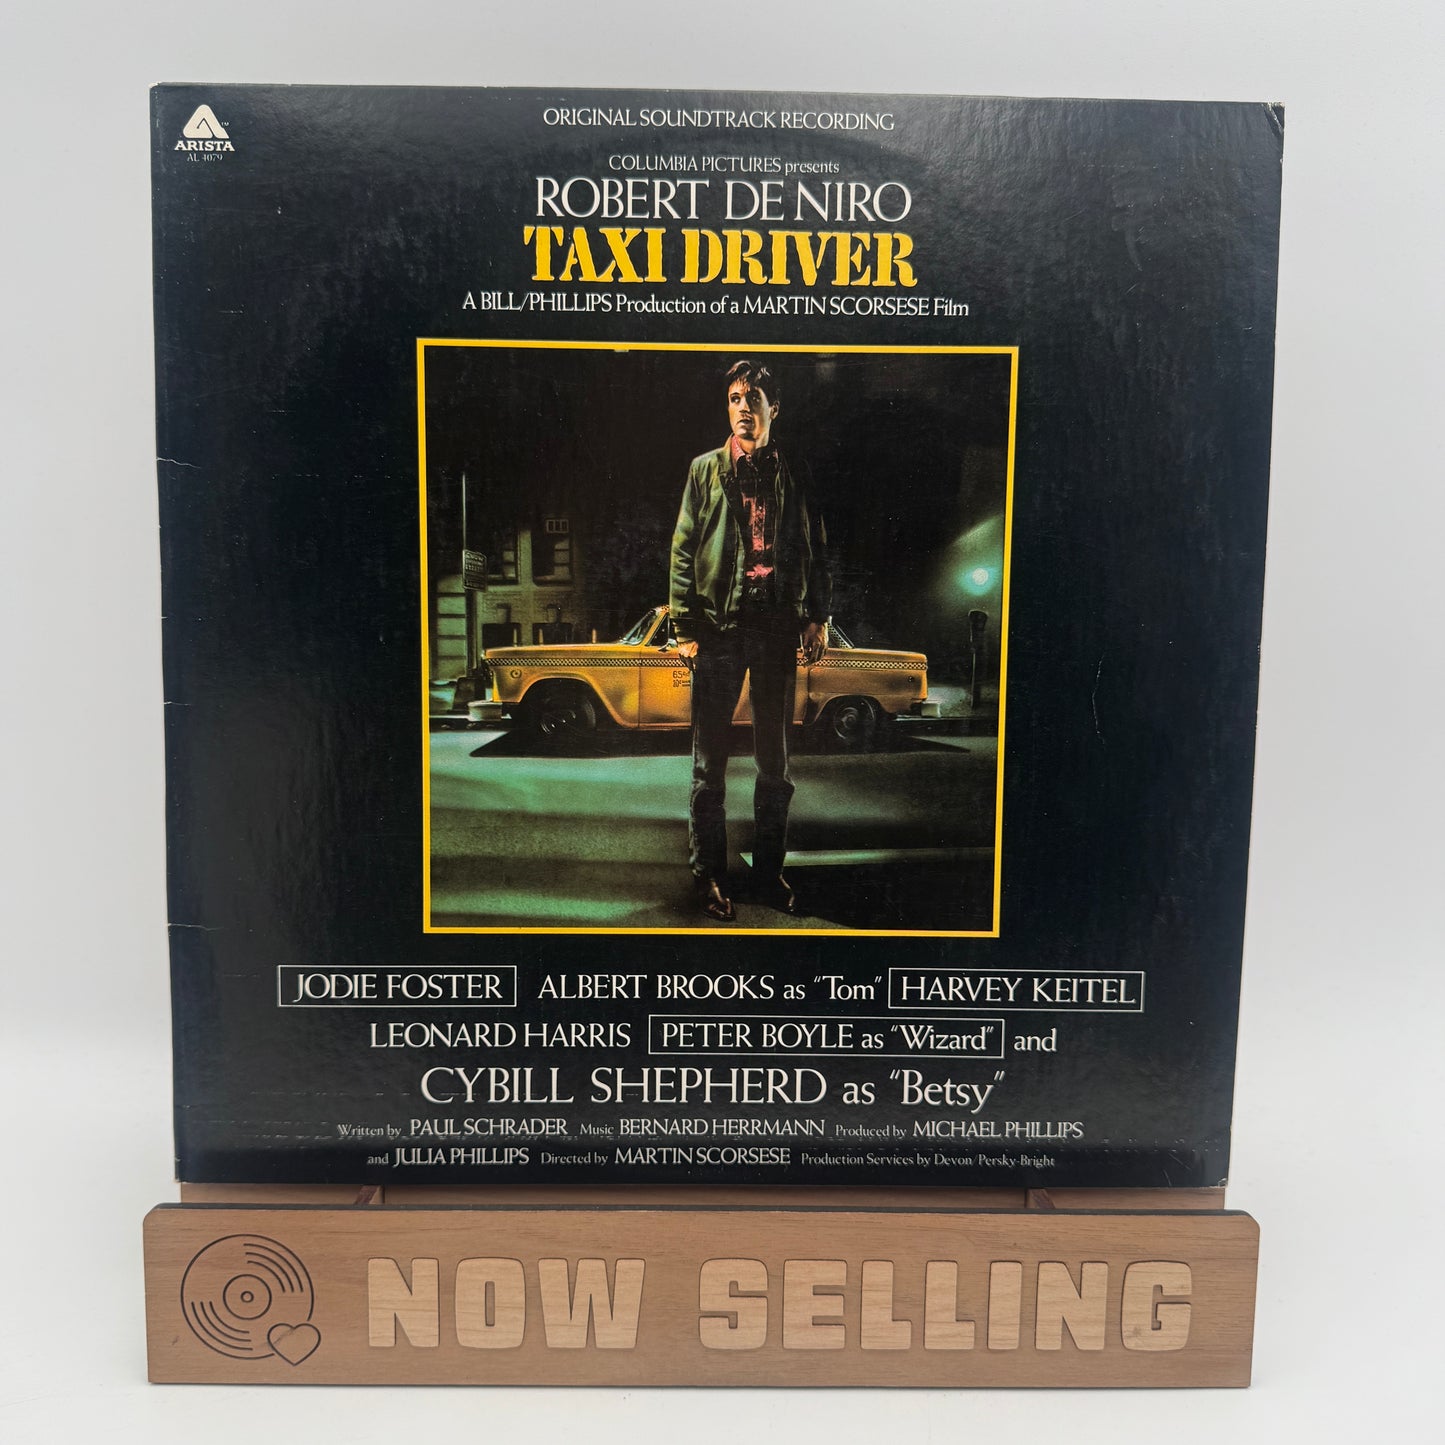 ARISTA
AL 4079
ORIGINAL SOUNDTRACK RECORDING
COLUMBIA PICTURES presents
ROBERT DE NIRO
TAXI DRIVER
A BILL/PHILLIPS Production of a MARTIN SCORSESE Film
JODIE FOSTER ALBERT BROOKS as "Tom" HARVEY KEITEL
LEONARD HARRIS PETER BOYLE as "Wizard" and
CYBILL SHEPHERD as "Betsy"
Written by PAUL SCHRADER Music BERNARD HERRMANN Produced by MICHAEL PHILLIPS
and JULIA PHILLIPS Directed by MARTIN SCORSESE Production Services by Devon/Persky-Bright
NOW SELLING